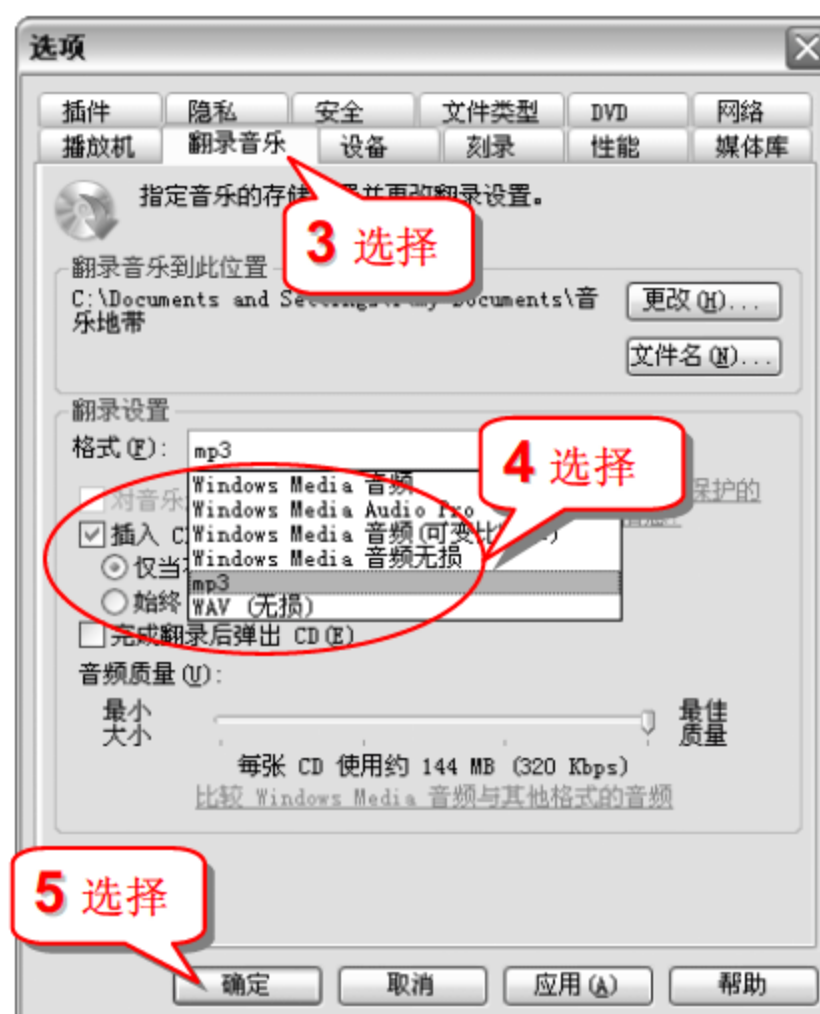 选项
插件 隐私 安全 文件类型 DVD 网络
播放机 翻录音乐 设备 刻录 性能 媒体库
指定音乐的存储 并更改翻录设置。
3 选择
翻录音乐到此位置
C:\Documents and Documents\音 更改(H)...
乐地带
文件名(N)...
翻录设置
格式(F): mp3
4 选择
Windows Media 音频
对音乐 保护的
Windows Media Audio Pro
插入 Windows Media 音频(可变比
仅当 Windows Media 音频无损
mp3
始终 WAV (无损)
完成翻录后弹出 CD(E)
音频质量(U):
最小 最佳
大小 质量
每张 CD 使用约 144 MB (320 Kbps)
比较 Windows Media 音频与其他格式的音频
5 选择
确定 取消 应用(A) 帮助